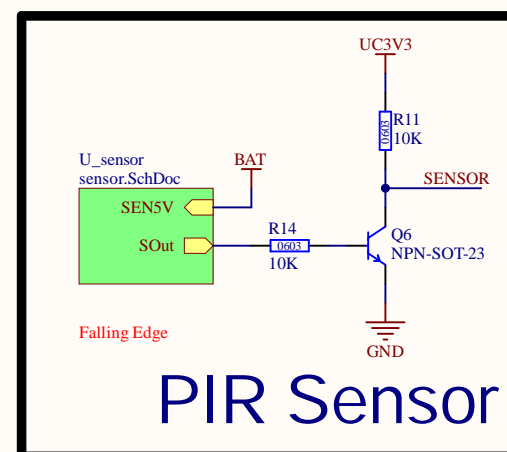 UC3V3
0603
R11
10K
U_sensor
sensor.SchDoc
BAT
SENSOR
SEN5V
SOut
R14
0603
10K
Q6
NPN-SOT-23
Falling Edge
GND
PIR Sensor